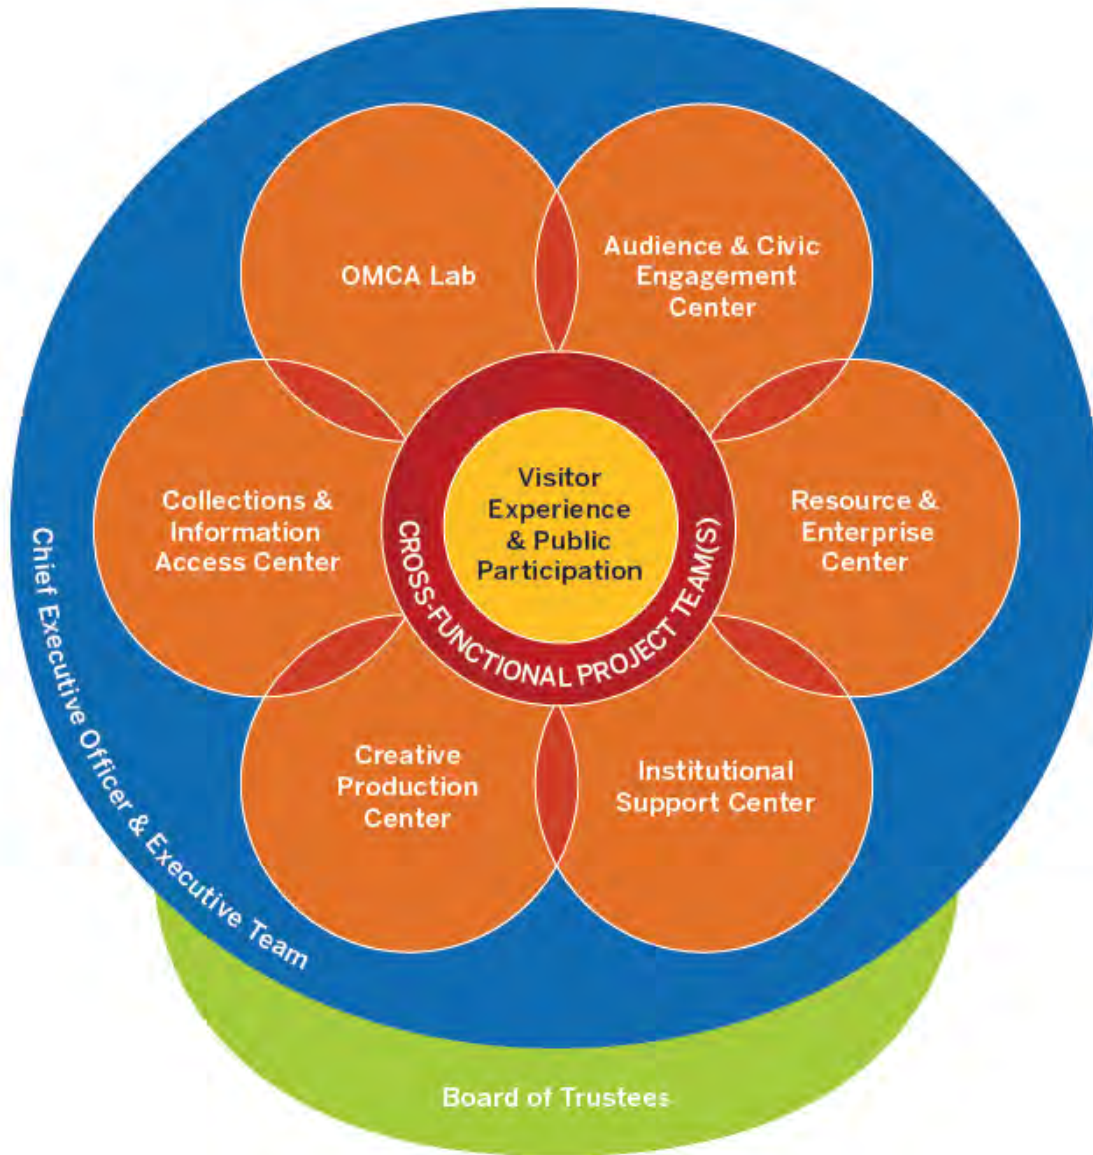 OMCA Lab
Audience & Civic
Engagement
Center
Collections &
Information
Access Center
Visitor
Experience
& Public
Participation
CROSS-FUNCTIONAL PROJECT TEAM(S)
Resource &
Enterprise
Center
Creative
Production
Center
Institutional
Support Center
Chief Executive Officer & Executive Team
Board of Trustees